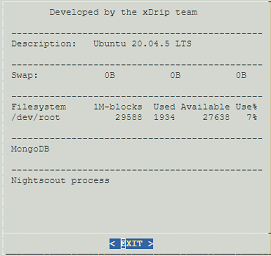 Developed by the xDrip team
Description: Ubuntu 20.04.5 LTS
Swap: 0B 0B 0B
Filesystem 1M-blocks Used Available Use%
/dev/root 29588 1934 27638 7%
MongoDB
Nightscout process
< EXIT >